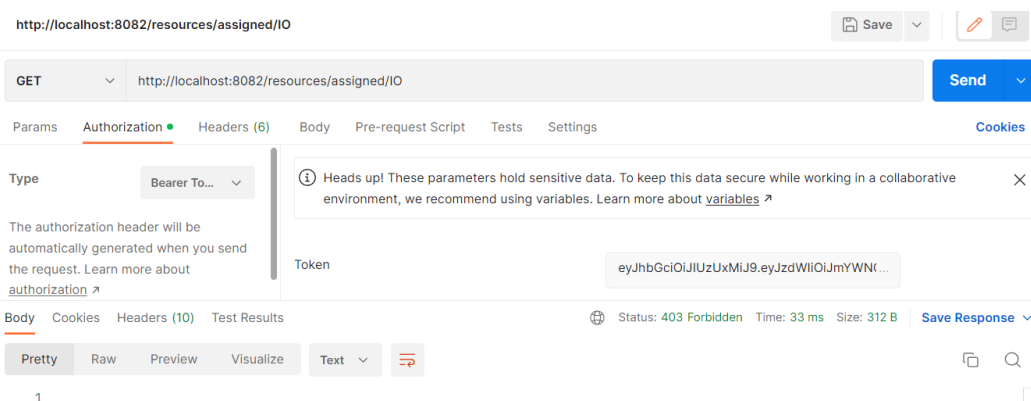 http://localhost:8082/resources/assigned/IO
Save
GET http://localhost:8082/resources/assigned/IO Send
Params Authorization Headers (6) Body Pre-request Script Tests Settings Cookies
Type Bearer To...
The authorization header will be
automatically generated when you send
the request. Learn more about
authorization ↗
Heads up! These parameters hold sensitive data. To keep this data secure while working in a collaborative
environment, we recommend using variables. Learn more about variables ↗
Token eyJhbGciOiJIUzUxMiJ9.eyJzdWIiOiJmYWN(...
Body Cookies Headers (10) Test Results Status: 403 Forbidden Time: 33 ms Size: 312 B Save Response
Pretty Raw Preview Visualize Text
1